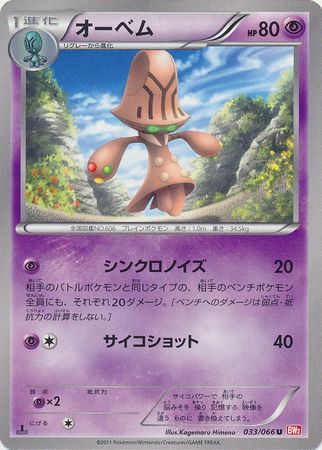 1進化
オーベム
HP80
リグレーから進化
全国図鑑NO.606 ブレインポケモン 高さ：1.0m 重さ：34.5kg
シンクロノイズ 20
相手のバトルポケモンと同じタイプの、相手のベンチポケモン
全員にも、それぞれ20ダメージ。［ベンチへのダメージは弱点・抵
抗力の計算をしない。］
サイコショット 40
弱点 抵抗力
×2
にげる
サイコパワーで 相手の
脳みそを 操り 記憶する 映像を
違う ものに 書きかえて しまう。
Illus.Kagemaru Himeno
033/066 U
BW2
1
EDITION
©2011 Pokémon/Nintendo/Creatures/GAME FREAK.